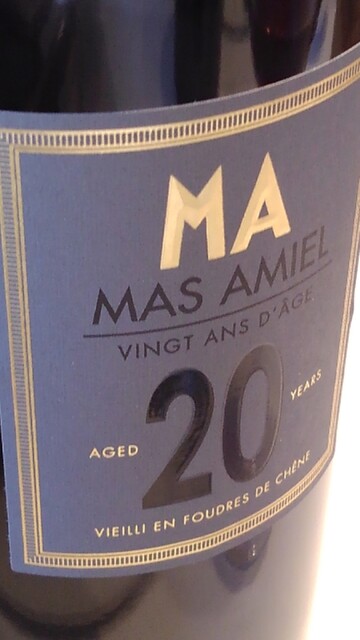 MA
MAS AMIEL
VINGT ANS D'ÂGE
AGED 20 YEARS
VIEILLI EN FOUDRES DE CHÊNE